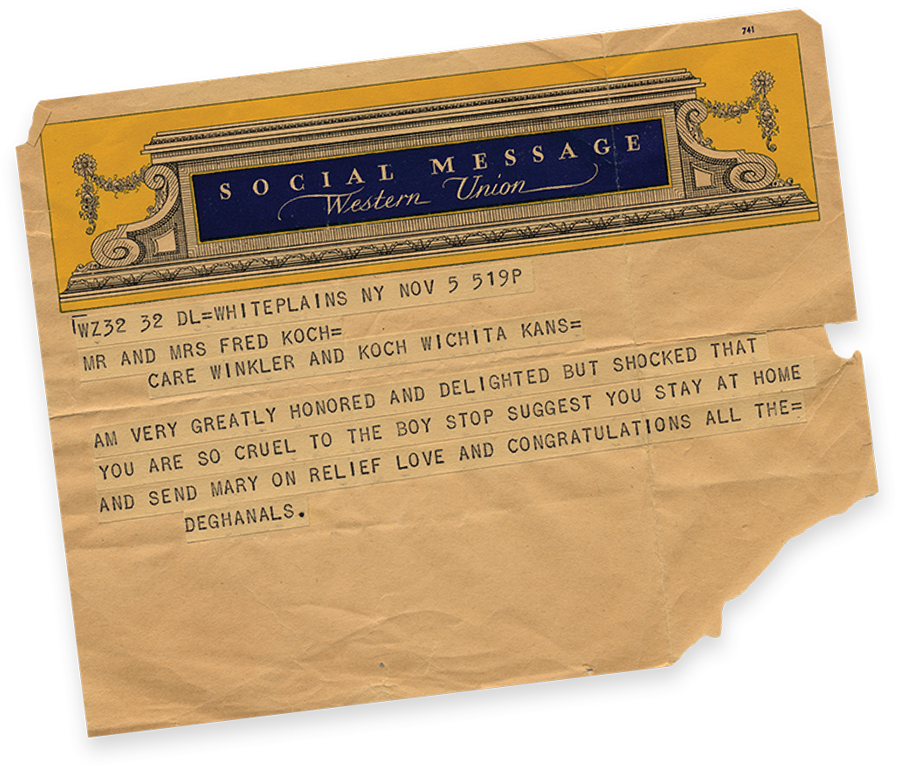 741
SOCIAL MESSAGE
Western Union
WZ32 32 DL=WHITEPLAINS NY NOV 5 519P
MR AND MRS FRED KOCH=
CARE WINKLER AND KOCH WICHITA KANS=
AM VERY GREATLY HONORED AND DELIGHTED BUT SHOCKED THAT
YOU ARE SO CRUEL TO THE BOY STOP SUGGEST YOU STAY AT HOME
AND SEND MARY ON RELIEF LOVE AND CONGRATULATIONS ALL THE=
DEGHANALS.